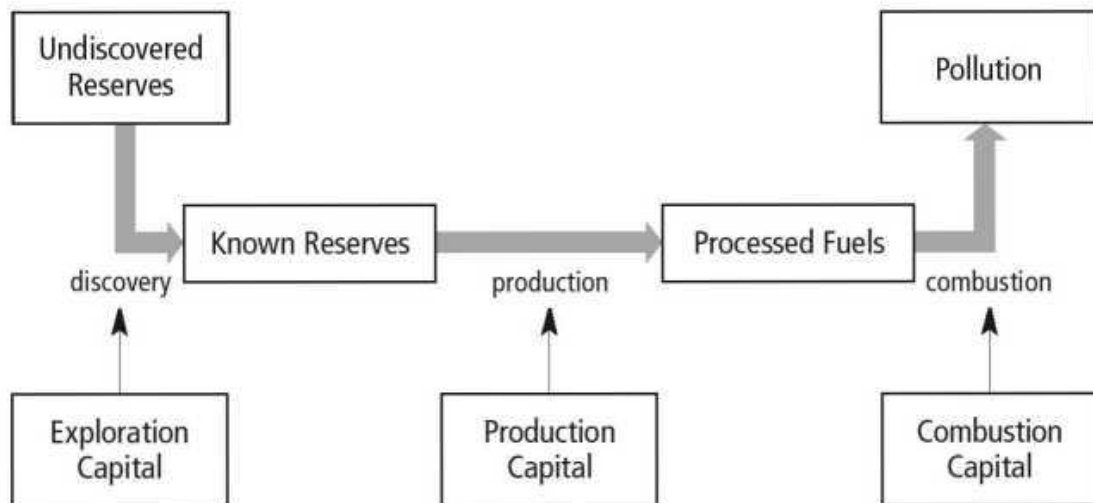 Undiscovered
Reserves
Pollution
Known Reserves
Processed Fuels
discovery
production
combustion
Exploration
Capital
Production
Capital
Combustion
Capital